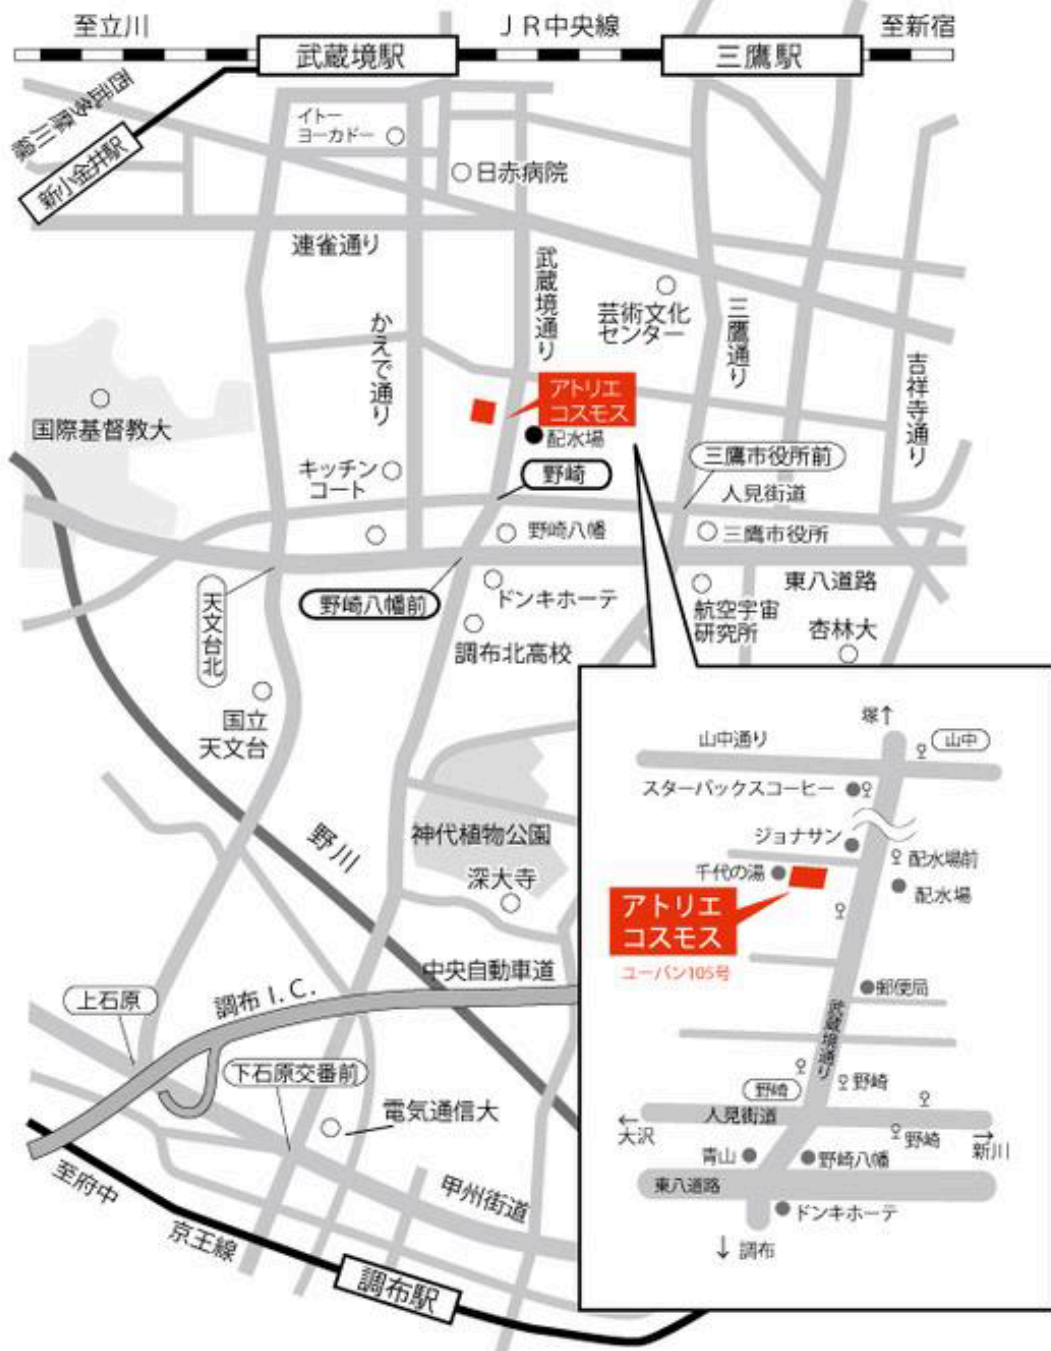 至立川
武蔵境駅
JR中央線
三鷹駅
至新宿
西武多摩川線
新小金井駅
イトー
ヨーカドー
日赤病院
連雀通り
武蔵境通り
芸術文化
センター
三鷹通り
かえで通り
吉祥寺通り
国際基督教大
アトリエ
コスモス
配水場
キッチン
コート
野崎
三鷹市役所前
人見街道
野崎八幡
三鷹市役所
東八道路
天文台北
野崎八幡前
ドンキホーテ
航空宇宙
研究所
杏林大
調布北高校
国立
天文台
野川
神代植物公園
深大寺
中央自動車道
調布 I.C.
上石原
下石原交番前
電気通信大
甲州街道
至府中
京王線
調布駅
塚↑
山中通り
山中
スターバックスコーヒー
ジョナサン
配水場前
千代の湯
配水場
アトリエ
コスモス
ユーバン105号
郵便局
武蔵境通り
野崎
野崎
人見街道
←
大沢
野崎
→
新川
青山
野崎八幡
東八道路
ドンキホーテ
↓ 調布